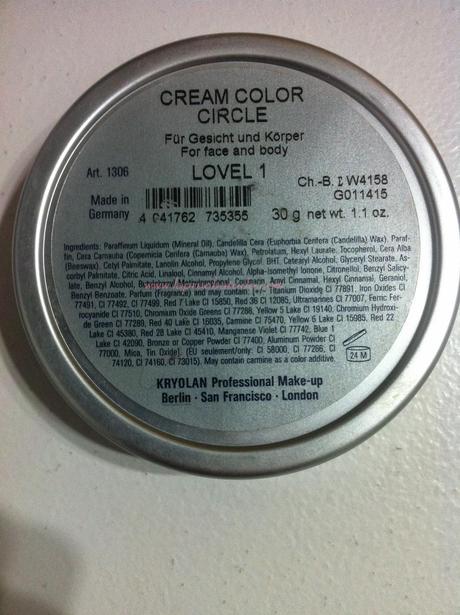 CREAM COLOR
CIRCLE
Für Gesicht und Körper
For face and body
Art. 1306
LOVEL 1
Ch.-B. W4158
G011415
Made in
Germany
4 041762 735355
30 g net wt. 1.1 oz.
Ingredients: Paraffinum Liquidum (Mineral Oil), Candelilla Cera (Euphorbia Cerifera (Candelilla) Wax), Paraf-
fin, Cera Carnauba (Copernicia Cerifera (Carnauba) Wax), Petrolatum, Hexyl Laurate, Tocopherol, Cera Alba
(Beeswax), Cetyl Palmitate, Lanolin Alcohol, Propylene Glycol, BHT, Cetearyl Alcohol, Glyceryl Stearate, As-
corbyl Palmitate, Citric Acid, Linalool, Cinnamyl Alcohol, Alpha-Isomethyl Ionone, Citronellol, Benzyl Salicy-
late, Benzyl Alcohol, Amyl Cinnamal, Hexyl Cinnamal, Geraniol,
Benzyl Benzoate, Parfum (Fragrance) and may contain: [+/- Titanium Dioxide CI 77891, Iron Oxides CI
77491, CI 77492, CI 77499, Red 7 Lake CI 15850, Red 36 CI 12085, Ultramarines CI 77007, Ferric Fer-
rocyanide CI 77510, Chromium Oxide Greens CI 77288, Yellow 5 Lake CI 19140, Chromium Hydroxi-
de Green CI 77289, Red 40 Lake CI 16035, Carmine CI 75470, Yellow 6 Lake CI 15985, Red 22
Lake CI 45380, Red 28 Lake CI 45410, Manganese Violet CI 77742, Blue 1
Lake CI 42090, Bronze or Copper Powder CI 77400, Aluminum Powder CI
77000, Mica, Tin Oxide]. (EU seulement/only: CI 58000, CI 77266, CI
74120, CI 74160, CI 73015). May contain carmine as a color additive.
24 M
KRYOLAN Professional Make-up
Berlin · San Francisco · London